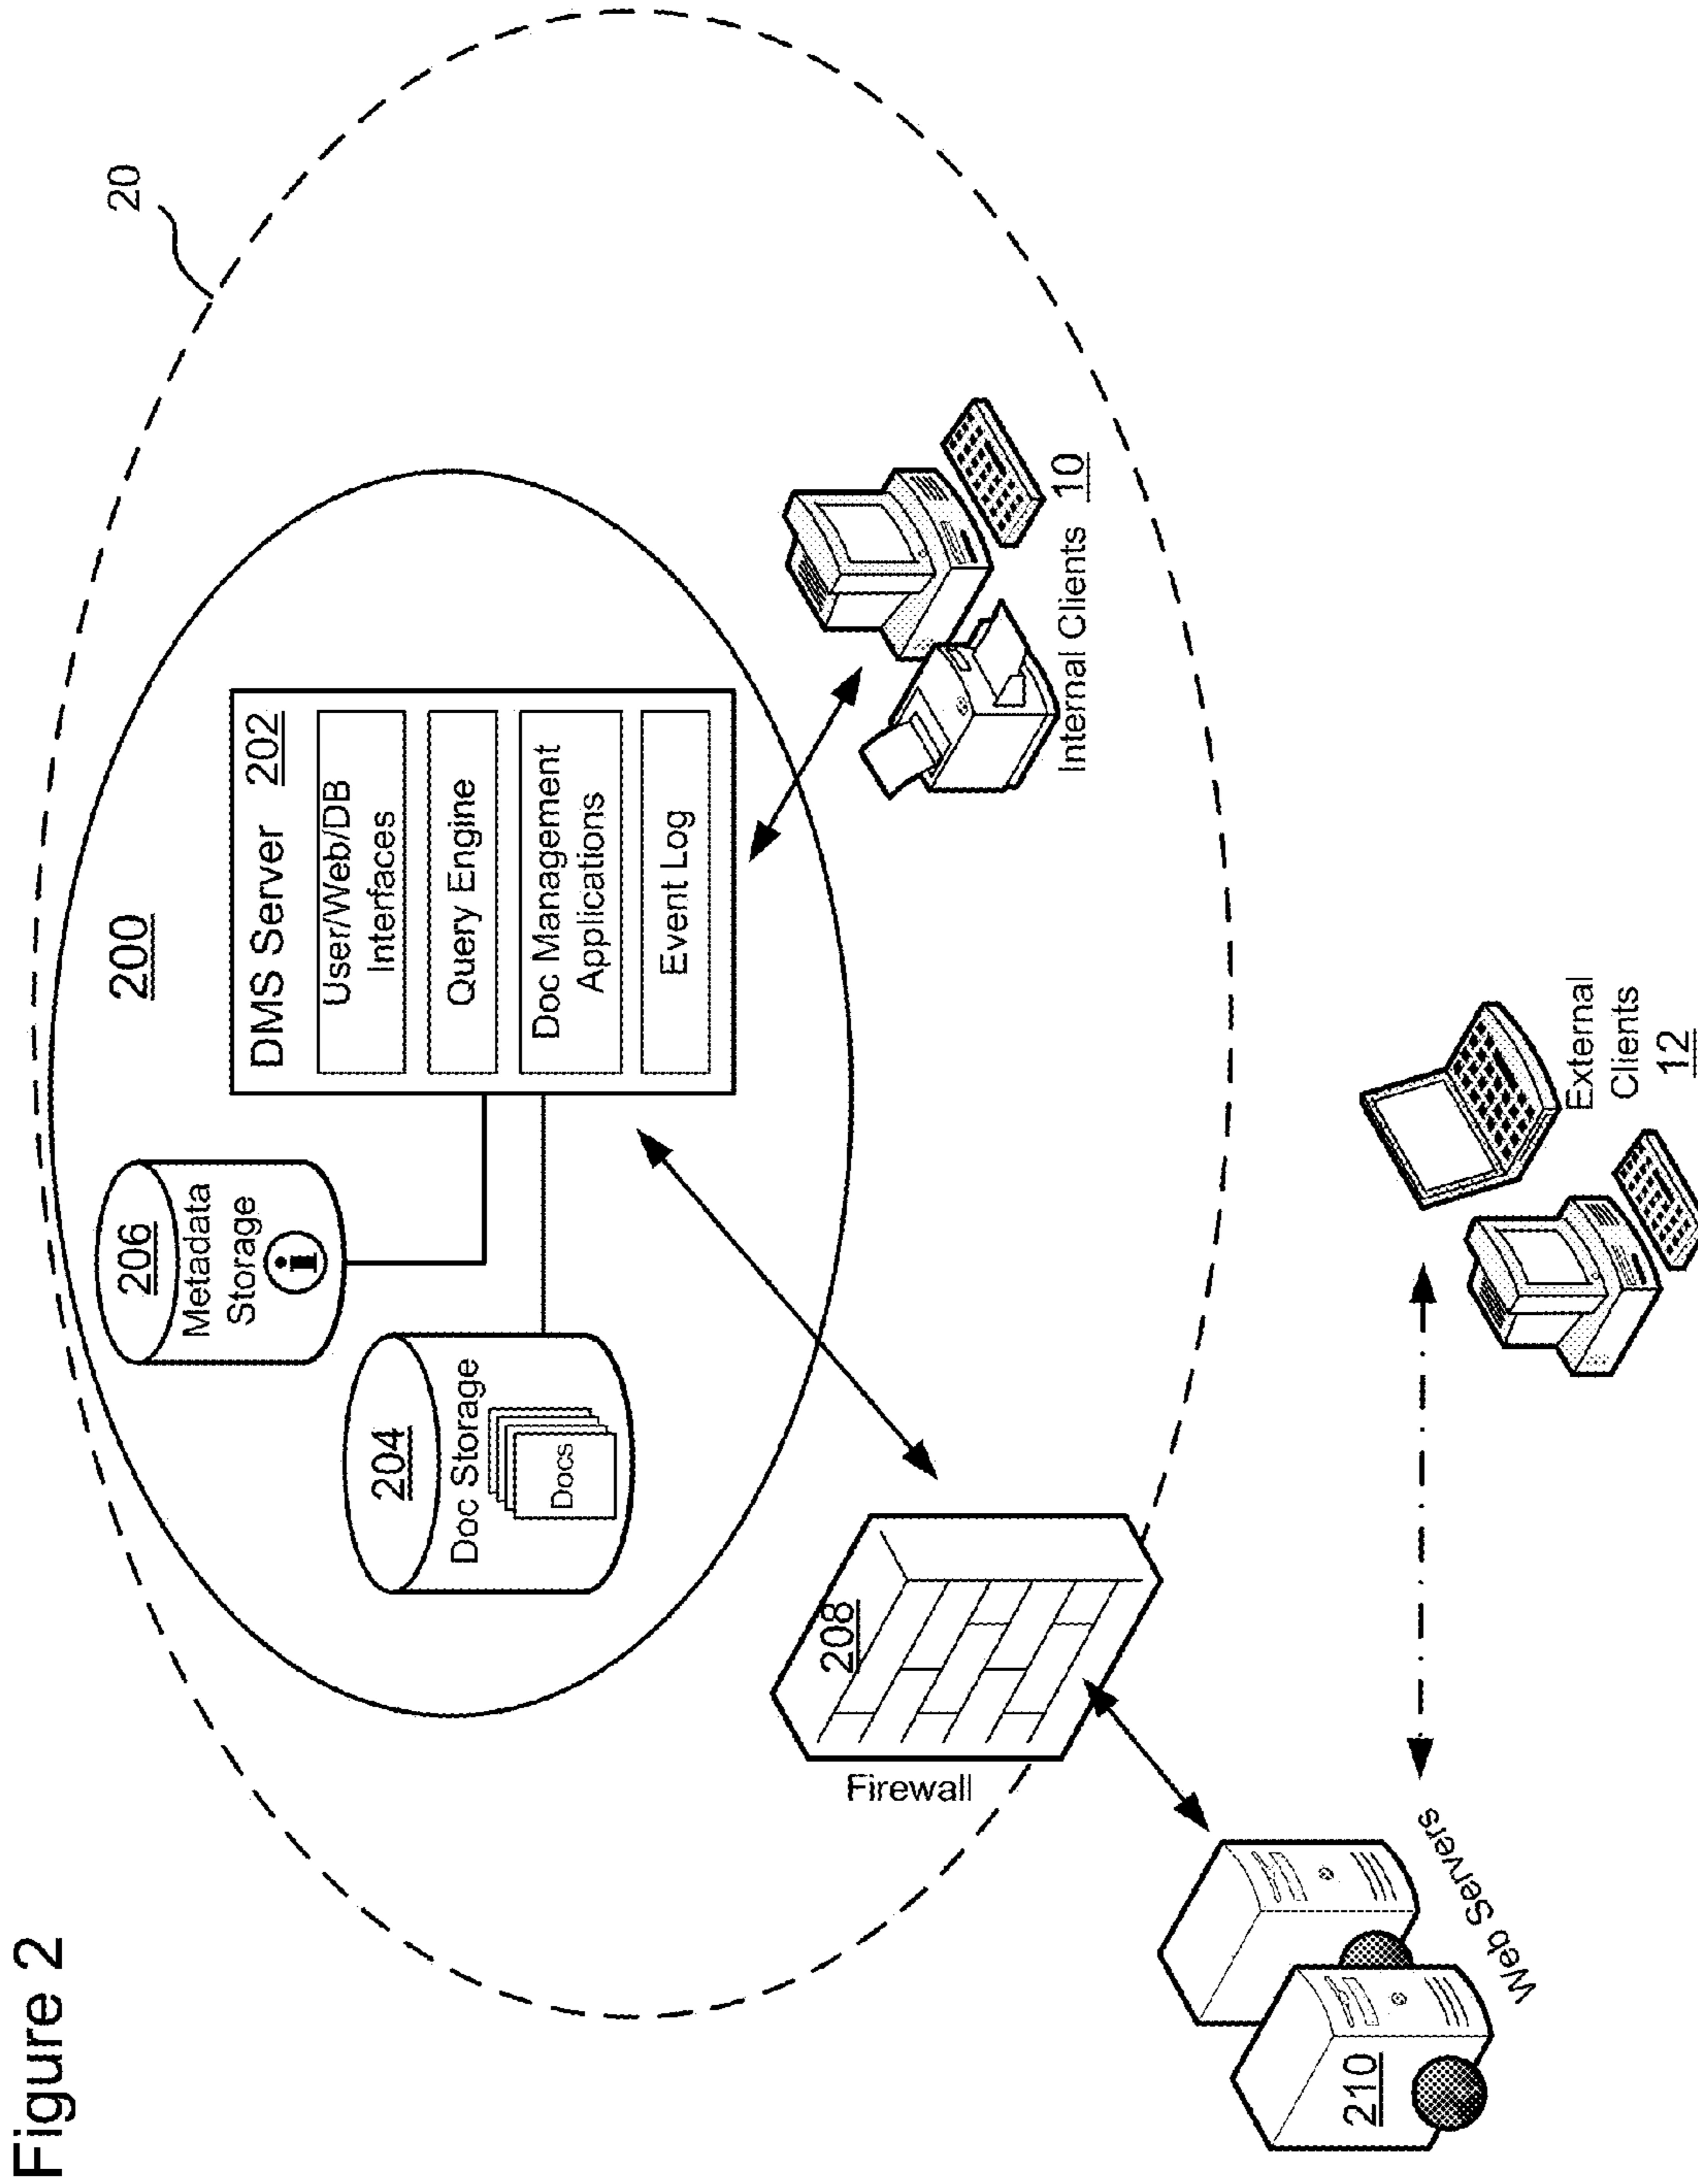 Figure 2
20
200
206
Metadata
Storage
i
204
Doc Storage
Docs
DMS Server 202
User/Web/DB
Interfaces
Query Engine
Doc Management
Applications
Event Log
208
Firewall
Internal Clients 10
210
Web Servers
External
Clients
12